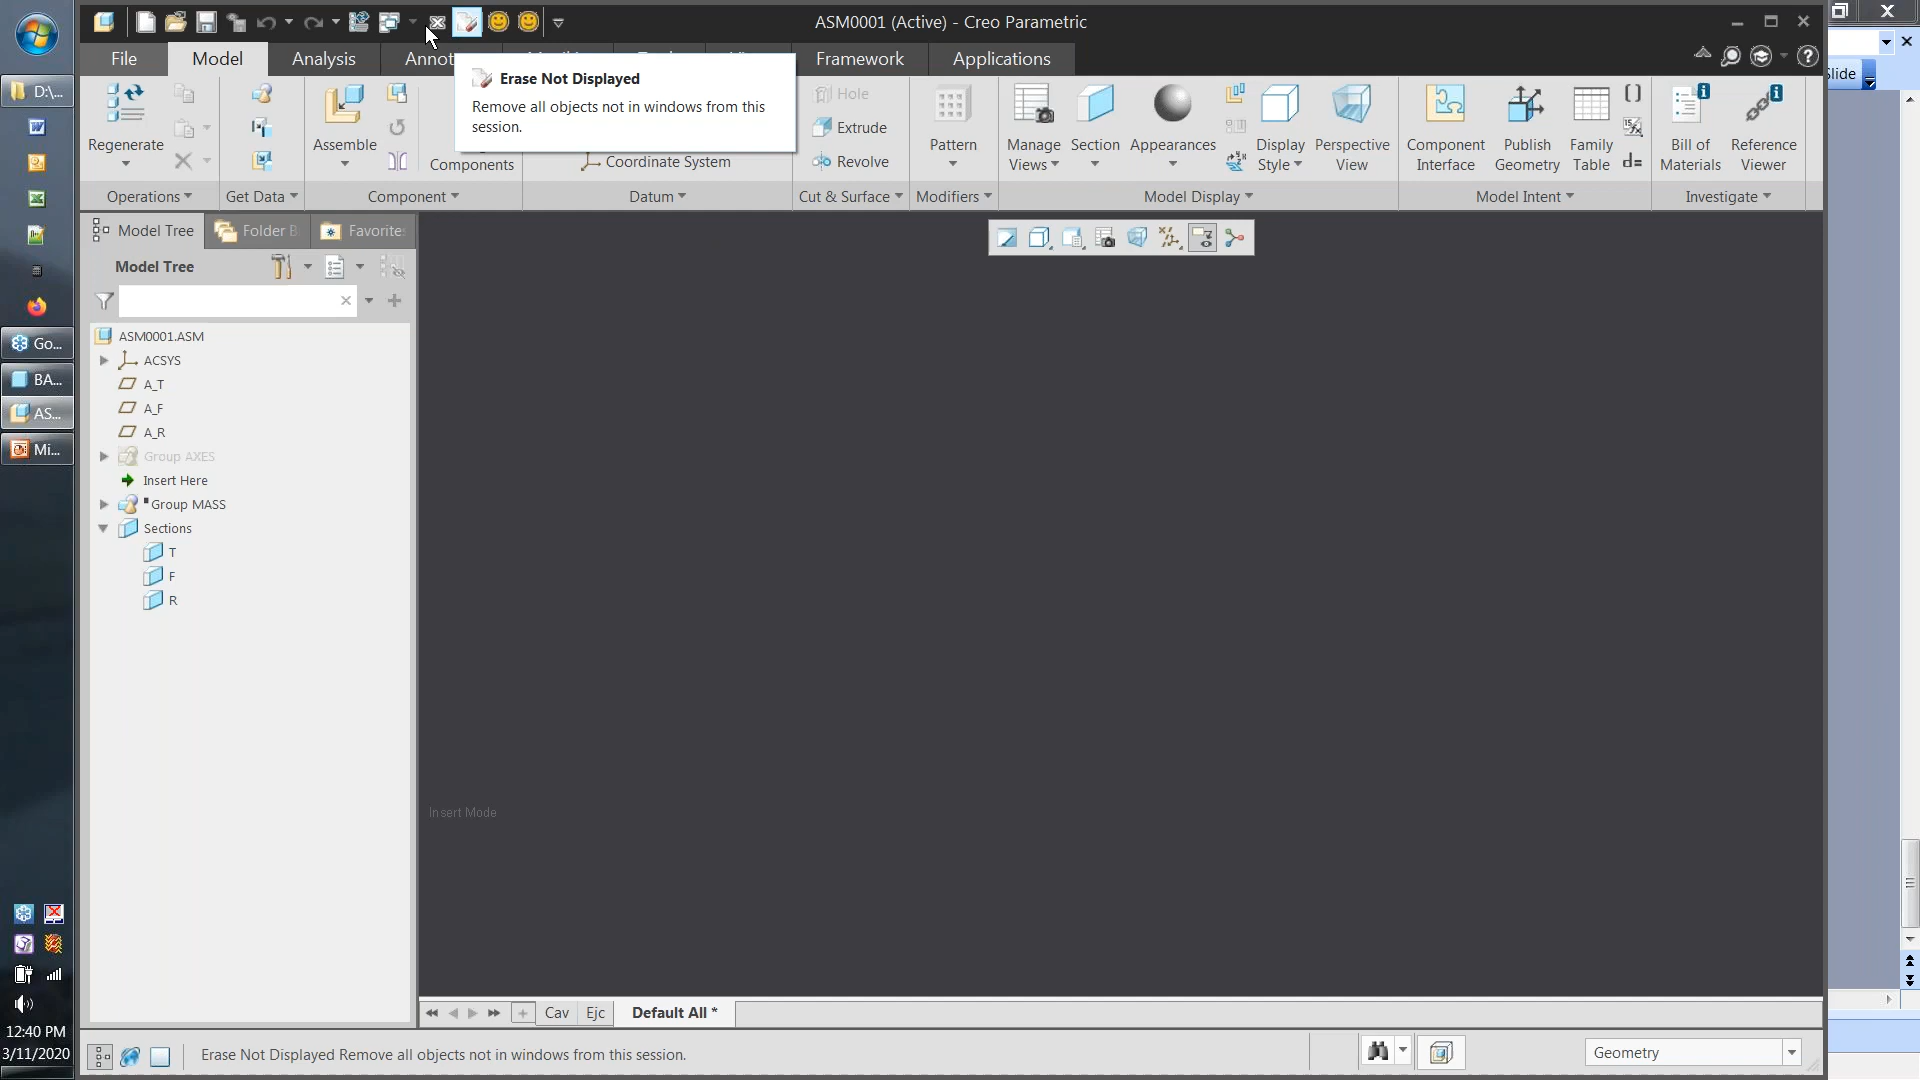 ASM0001 (Active) - Creo Parametric
File
Model
Analysis
Annot
Framework
Applications
Erase Not Displayed
Remove all objects not in windows from this
session.
Regenerate
Assemble
Components
Coordinate System
Hole
Extrude
Revolve
Pattern
Manage
Views
Section
Appearances
Display
Style
Perspective
View
Component
Interface
Publish
Geometry
Family
Table
Bill of
Materials
Reference
Viewer
Operations
Get Data
Component
Datum
Cut & Surface
Modifiers
Model Display
Model Intent
Investigate
Model Tree
Folder B
Favorites
Model Tree
ASM0001.ASM
ACSYS
A_T
A_F
A_R
Group AXES
Insert Here
Group MASS
Sections
T
F
R
Insert Mode
Cav
Ejc
Default All *
Erase Not Displayed Remove all objects not in windows from this session.
Geometry
D:\...
Go...
BA...
AS...
Mi...
12:40 PM
3/11/2020
Slide